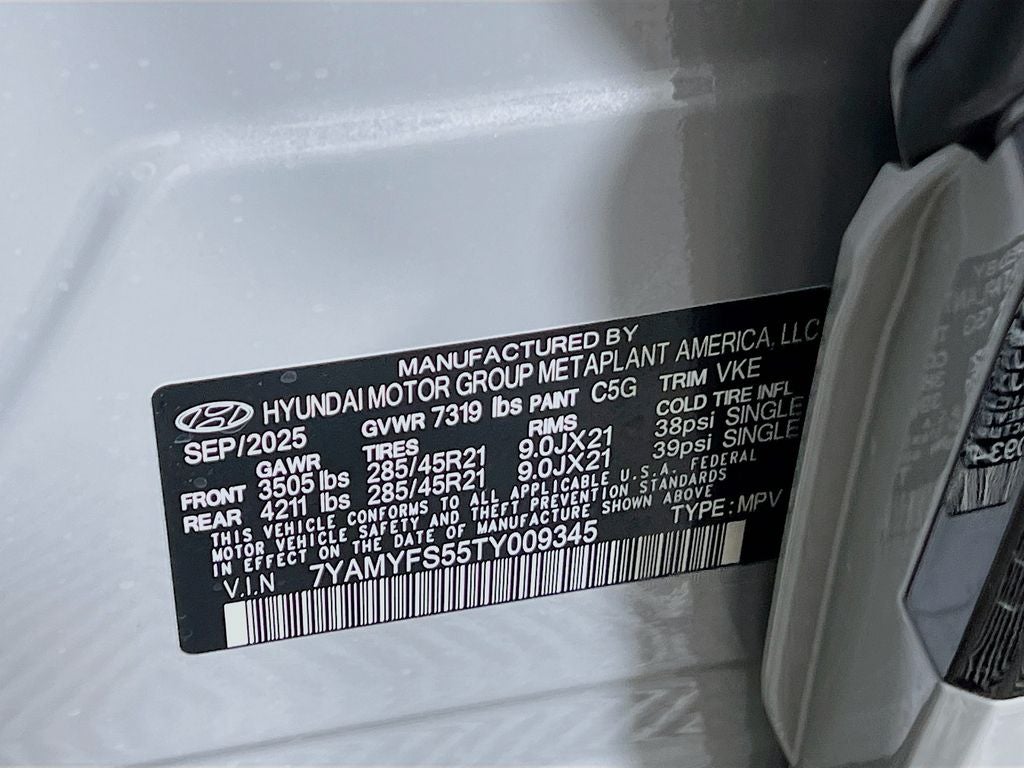 MANUFACTURED BY
HYUNDAI MOTOR GROUP METAPLANT AMERICA, LLC
SEP/2025 GVWR 7319 lbs PAINT C5G TRIM VKE
GAWR TIRES RIMS COLD TIRE INFL
FRONT 3505 lbs 285/45R21 9.0JX21 38psi SINGLE
REAR 4211 lbs 285/45R21 9.0JX21 39psi SINGLE
THIS VEHICLE CONFORMS TO ALL APPLICABLE U.S.A. FEDERAL
MOTOR VEHICLE SAFETY AND THEFT PREVENTION STANDARDS
IN EFFECT ON THE DATE OF MANUFACTURE SHOWN ABOVE
V.I.N 7YAMYFS55TY009345 TYPE: MPV